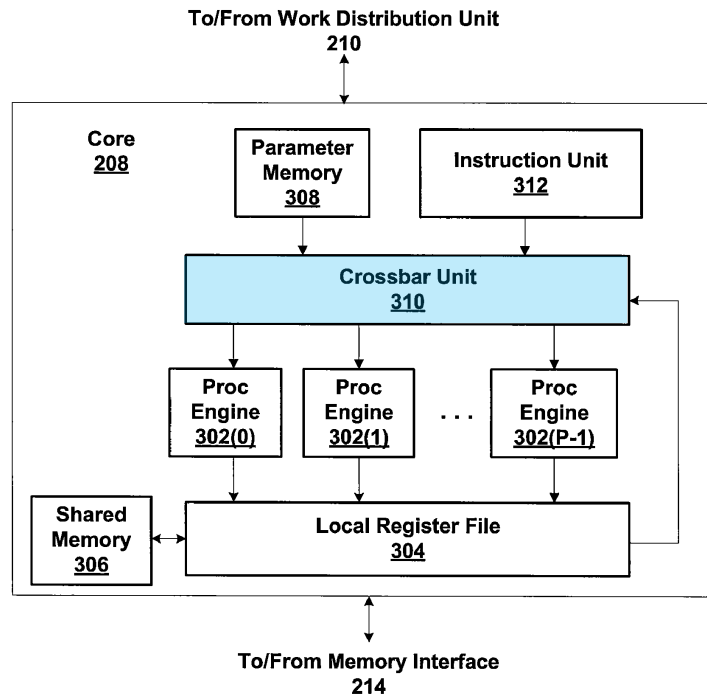 To/From Work Distribution Unit
210
Core
208
Parameter
Memory
308
Instruction Unit
312
Crossbar Unit
310
Proc
Engine
302(0)
Proc
Engine
302(1)
. . .
Proc
Engine
302(P-1)
Shared
Memory
306
Local Register File
304
To/From Memory Interface
214